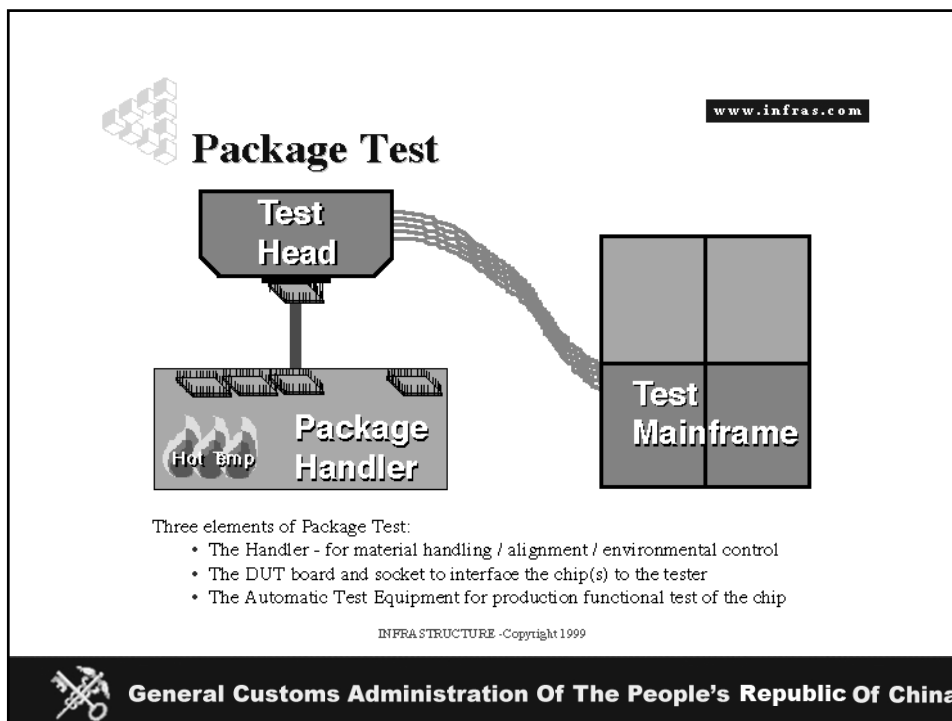 www.infras.com
Package Test
Test
Head
Test
Mainframe
Package
Handler
Hot Temp
Three elements of Package Test:
• The Handler - for material handling / alignment / environmental control
• The DUT board and socket to interface the chip(s) to the tester
• The Automatic Test Equipment for production functional test of the chip
INFRASTRUCTURE -Copyright 1999
General Customs Administration Of The People's Republic Of China